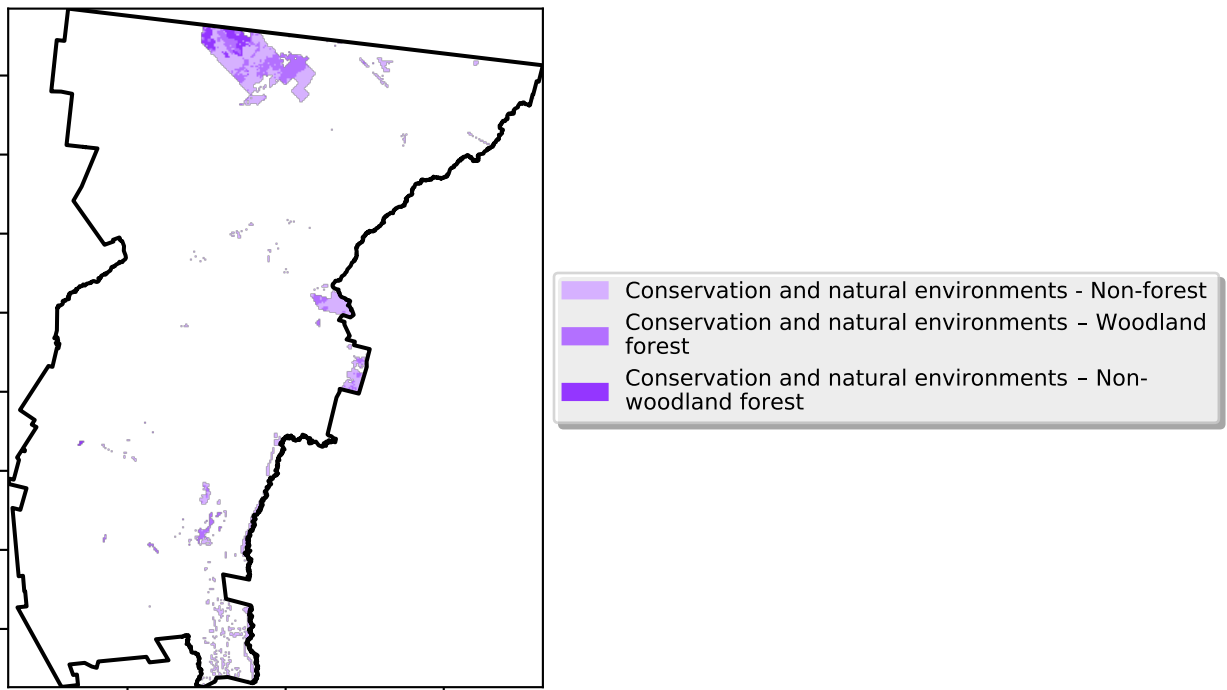 Conservation and natural environments - Non-forest
Conservation and natural environments – Woodland
forest
Conservation and natural environments – Non-
woodland forest